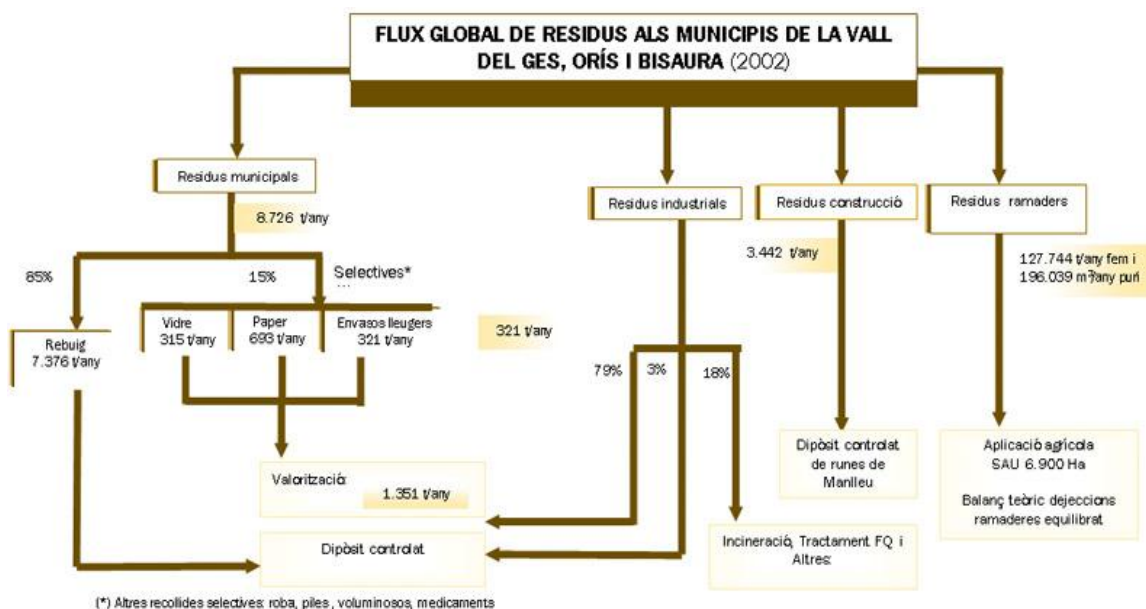 FLUX GLOBAL DE RESIDUS ALS MUNICIPIS DE LA VALL
DEL GES, ORÍS I BISAURA (2002)
Residus municipals
Residus industrials
Residus construcció
Residus ramaders
8.726 t/any
3.442 t/any
127.744 t/any fem i
196.039 m³/any purí
85%
15%
Selectives*
...
Vidre
315 t/any
Paper
693 t/any
Envasos lleugers
321 t/any
321 t/any
Rebuig
7.376 t/any
79%
3%
18%
Valorització:
1.351 t/any
Dipòsit controlat
Dipòsit controlat
de runes de
Manlleu
Aplicació agrícola
SAU 6.900 Ha
Balanç teòric dejeccions
ramaderes equilibrat
Incineració, Tractament FQ i
Altres:
(*) Altres recollides selectives: roba, piles, voluminosos, medicaments